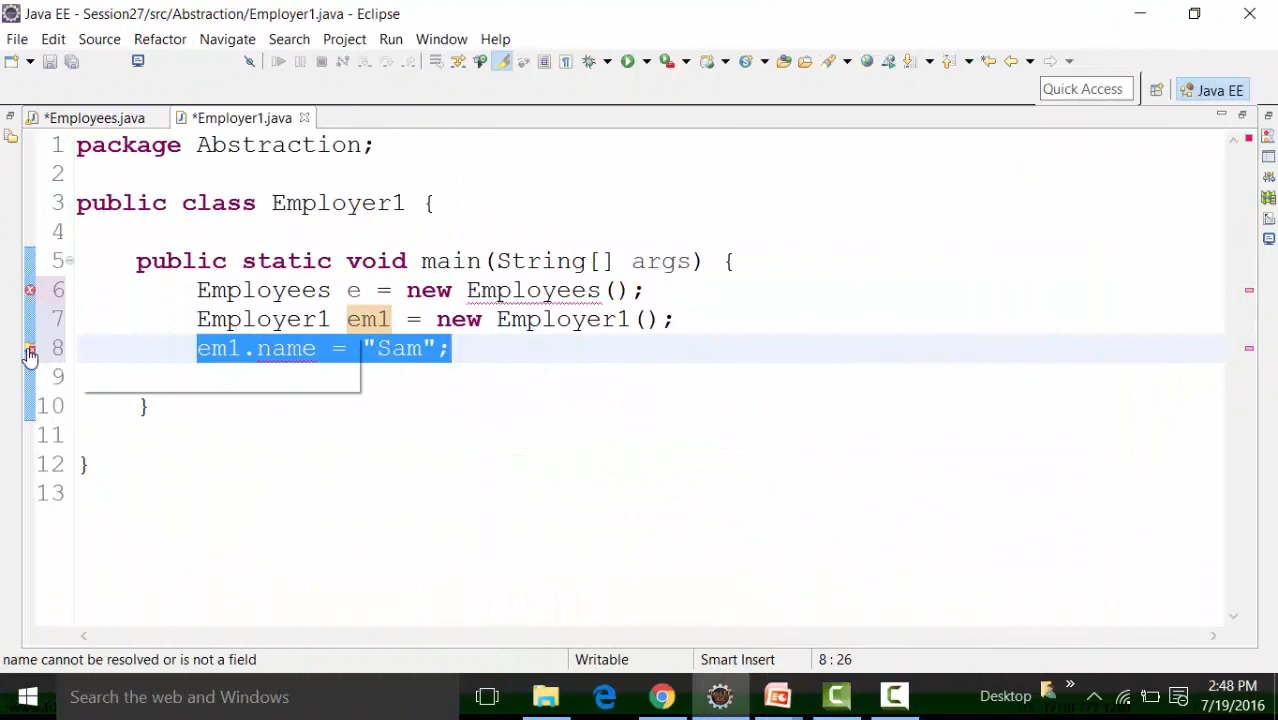 Java EE - Session27/src/Abstraction/Employer1.java - Eclipse
File Edit Source Refactor Navigate Search Project Run Window Help
Quick Access
Java EE
*Employees.java
*Employer1.java
1 package Abstraction;
2
3 public class Employer1 {
4
5 public static void main(String[] args) {
6 Employees e = new Employees();
7 Employer1 em1 = new Employer1();
8 em1.name = "Sam";
9
10 }
11
12 }
13
name cannot be resolved or is not a field
Writable
Smart Insert
8 : 26
Search the web and Windows
Desktop
2:48 PM
7/19/2016